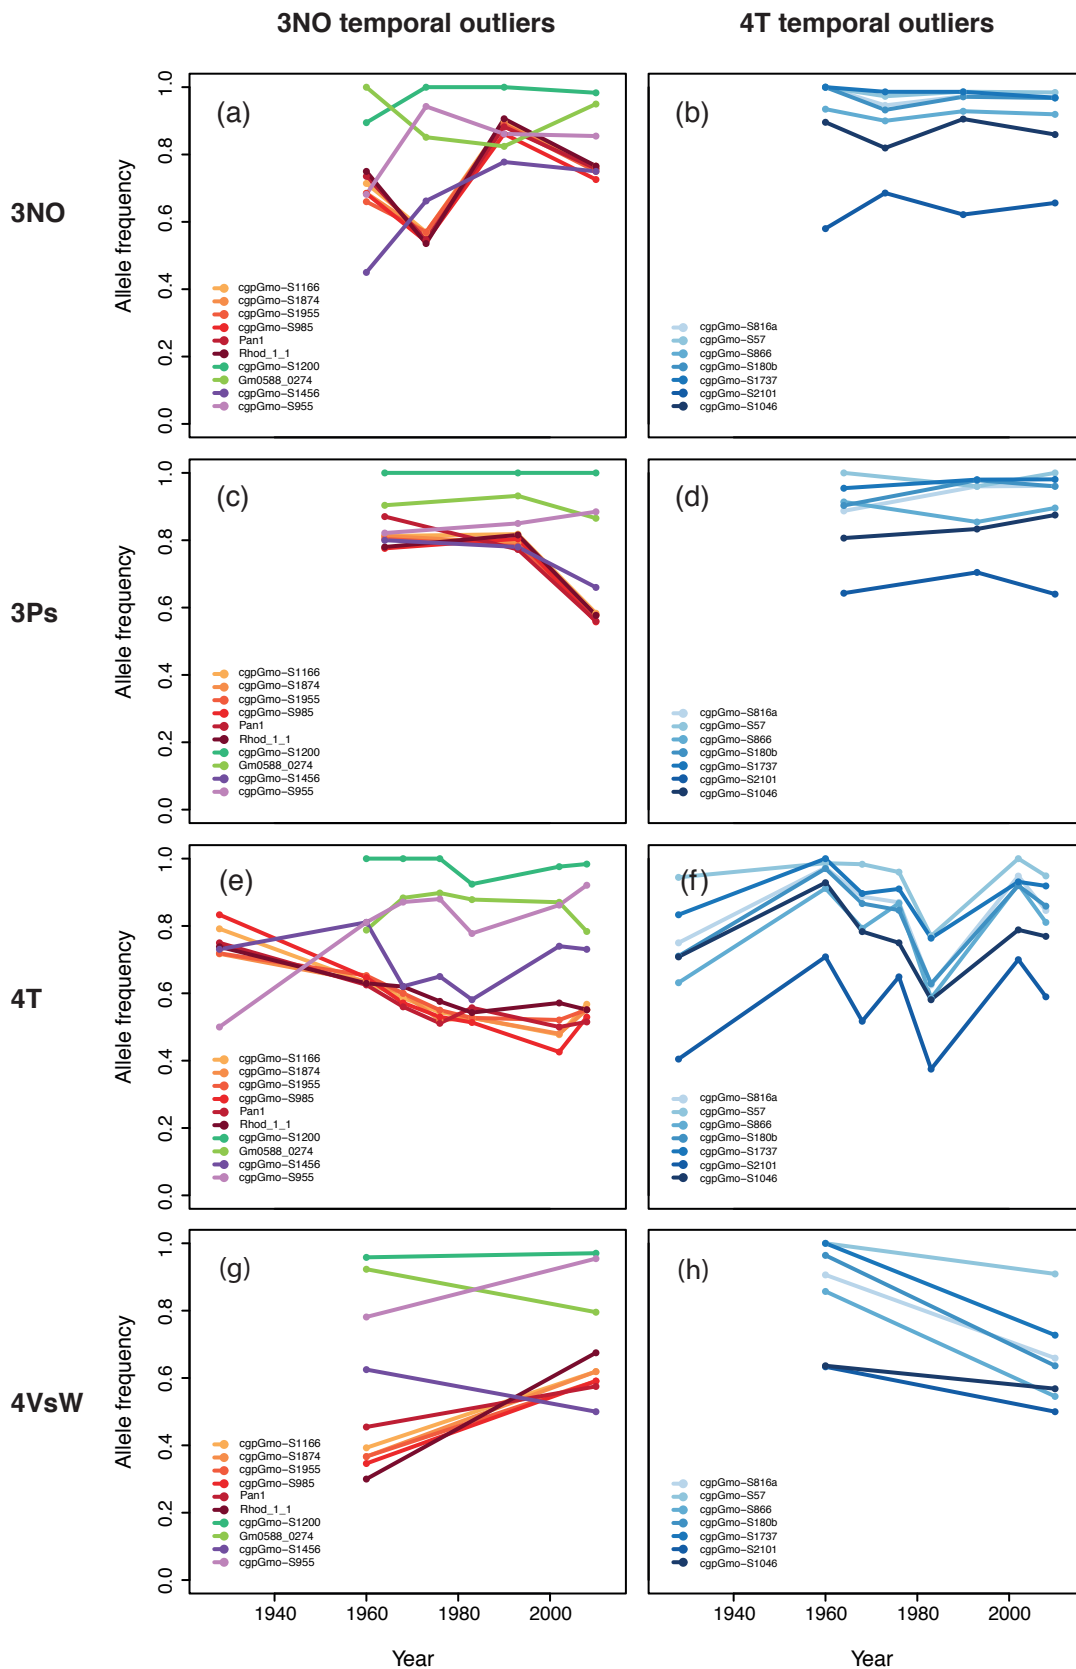 3NO temporal outliers
4T temporal outliers
3NO
Allele frequency
0.0 0.2 0.4 0.6 0.8 1.0
(a)
cgpGmo−S1166
cgpGmo−S1874
cgpGmo−S1955
cgpGmo−S985
Pan1
Rhod_1_1
cgpGmo−S1200
Gm0588_0274
cgpGmo−S1456
cgpGmo−S955
(b)
cgpGmo−S816a
cgpGmo−S57
cgpGmo−S866
cgpGmo−S180b
cgpGmo−S1737
cgpGmo−S2101
cgpGmo−S1046
3Ps
Allele frequency
0.0 0.2 0.4 0.6 0.8 1.0
(c)
cgpGmo−S1166
cgpGmo−S1874
cgpGmo−S1955
cgpGmo−S985
Pan1
Rhod_1_1
cgpGmo−S1200
Gm0588_0274
cgpGmo−S1456
cgpGmo−S955
(d)
cgpGmo−S816a
cgpGmo−S57
cgpGmo−S866
cgpGmo−S180b
cgpGmo−S1737
cgpGmo−S2101
cgpGmo−S1046
4T
Allele frequency
0.0 0.2 0.4 0.6 0.8 1.0
(e)
cgpGmo−S1166
cgpGmo−S1874
cgpGmo−S1955
cgpGmo−S985
Pan1
Rhod_1_1
cgpGmo−S1200
Gm0588_0274
cgpGmo−S1456
cgpGmo−S955
(f)
cgpGmo−S816a
cgpGmo−S57
cgpGmo−S866
cgpGmo−S180b
cgpGmo−S1737
cgpGmo−S2101
cgpGmo−S1046
4VsW
Allele frequency
0.0 0.2 0.4 0.6 0.8 1.0
(g)
cgpGmo−S1166
cgpGmo−S1874
cgpGmo−S1955
cgpGmo−S985
Pan1
Rhod_1_1
cgpGmo−S1200
Gm0588_0274
cgpGmo−S1456
cgpGmo−S955
(h)
cgpGmo−S816a
cgpGmo−S57
cgpGmo−S866
cgpGmo−S180b
cgpGmo−S1737
cgpGmo−S2101
cgpGmo−S1046
1940 1960 1980 2000
1940 1960 1980 2000
Year
Year